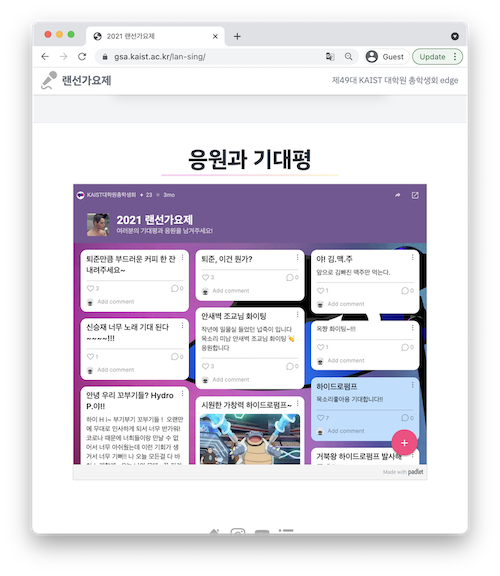 2021 랜선가요제
gsa.kaist.ac.kr/lan-sing/
Guest
Update
랜선가요제
제49대 KAIST 대학원 총학생회 edge
응원과 기대평
KAIST대학원총학생회 + 23 3mo
2021 랜선가요제
여러분의 기대평과 응원을 남겨주세요!
퇴준만큼 부드러운 커피 한 잔
내려주세요~
3
0
Add comment
신승재 너무 노래 기대 된다
~~~~!!!
1
0
Add comment
안녕 우리 꼬부기들? Hydro
P.야!!
하이 H i~ 부기부기 꼬부기들 ! 오랜만
에 무대로 인사하게 되서 너무 반가워!
코로나 때문에 너희들이랑 만날 수 없
어서 너무 아쉬웠는데 이런 기회가 생
겨서 너무 기뻐!! 나 오늘 모든걸 다 바
퇴준, 이건 뭔가?
3
0
Add comment
안새벽 조교님 화이팅
작년에 일물실 들었던 넙죽이 입니다
목소리 미남 안새벽 조교님 화이팅 👏
응원합니다
3
0
Add comment
시원한 가창력 하이드로펌프~
야! 김.맥.주
앞으로 김빠진 맥주만 먹는다.
1
0
Add comment
옥짱 화이팅~!!!
1
0
Add comment
하이드로펌프
목소리좋아용 기대합니다!!
7
0
Add comment
거북왕 하이드로펌프 발사해
Made with padlet